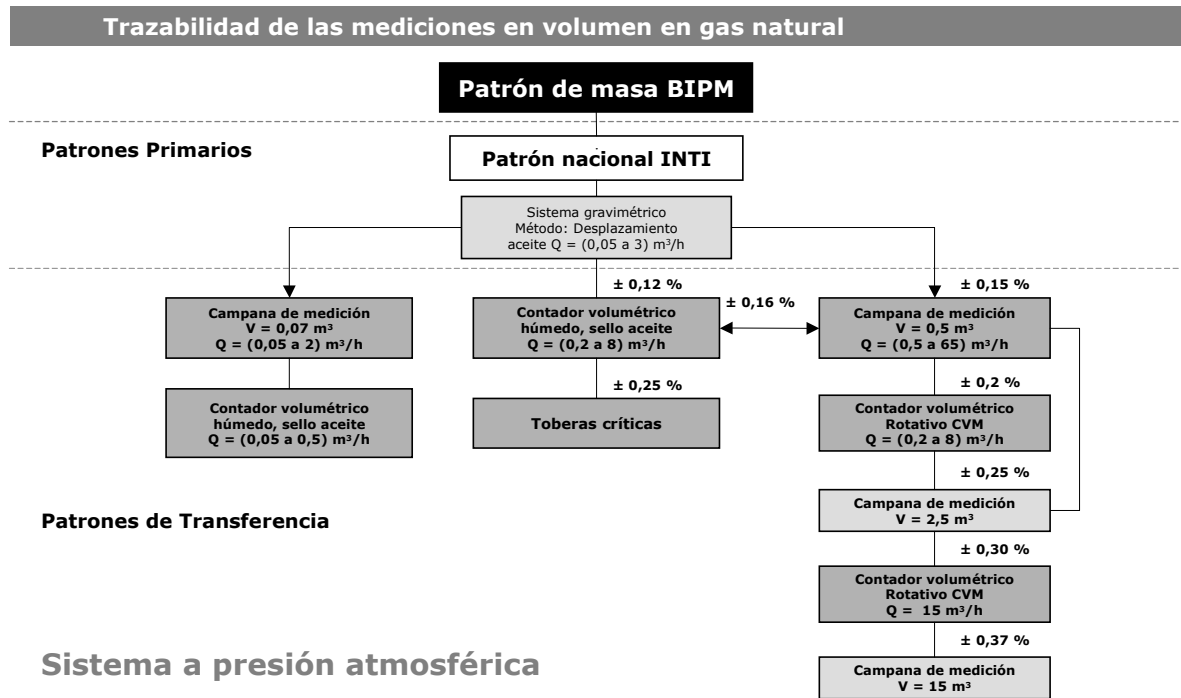 Trazabilidad de las mediciones en volumen en gas natural
Patrón de masa BIPM
Patrones Primarios
Patrón nacional INTI
Sistema gravimétrico
Método: Desplazamiento
aceite Q = (0,05 a 3) m³/h
± 0,12 %
± 0,16 %
± 0,15 %
Campana de medición
V = 0,07 m³
Q = (0,05 a 2) m³/h
Contador volumétrico
húmedo, sello aceite
Q = (0,2 a 8) m³/h
Campana de medición
V = 0,5 m³
Q = (0,5 a 65) m³/h
± 0,25 %
± 0,2 %
Contador volumétrico
húmedo, sello aceite
Q = (0,05 a 0,5) m³/h
Toberas críticas
Contador volumétrico
Rotativo CVM
Q = (0,2 a 8) m³/h
± 0,25 %
Patrones de Transferencia
Campana de medición
V = 2,5 m³
± 0,30 %
Contador volumétrico
Rotativo CVM
Q = 15 m³/h
± 0,37 %
Sistema a presión atmosférica
Campana de medición
V = 15 m³